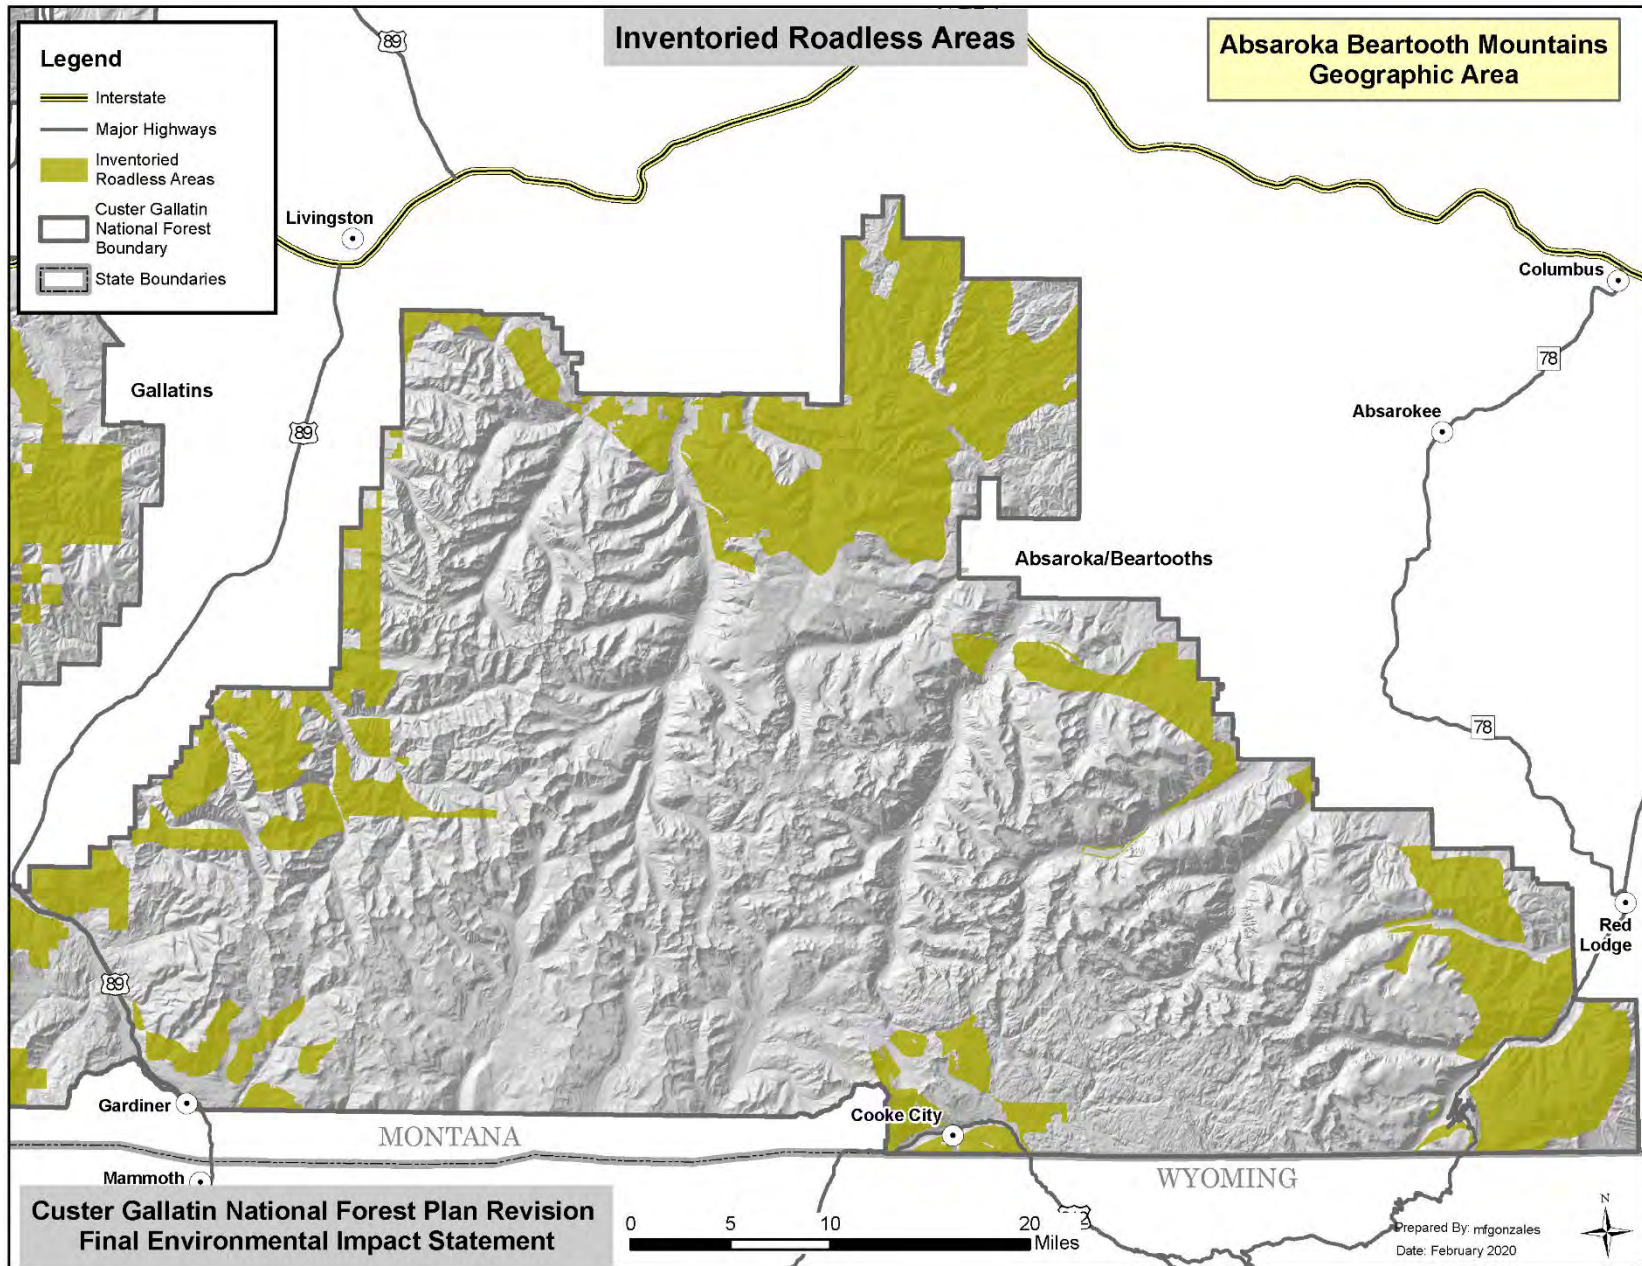 Inventoried Roadless Areas
Absaroka Beartooth Mountains
Geographic Area
Legend
Interstate
Major Highways
Inventoried
Roadless Areas
Custer Gallatin
National Forest
Boundary
State Boundaries
89
Livingston
Columbus
78
Gallatins
89
Absarokee
Absaroka/Beartooths
78
Red
Lodge
89
Gardiner
Cooke City
MONTANA
WYOMING
Mammoth
Custer Gallatin National Forest Plan Revision
Final Environmental Impact Statement
0 5 10 20
Miles
N
Prepared By: mfgonzales
Date: February 2020